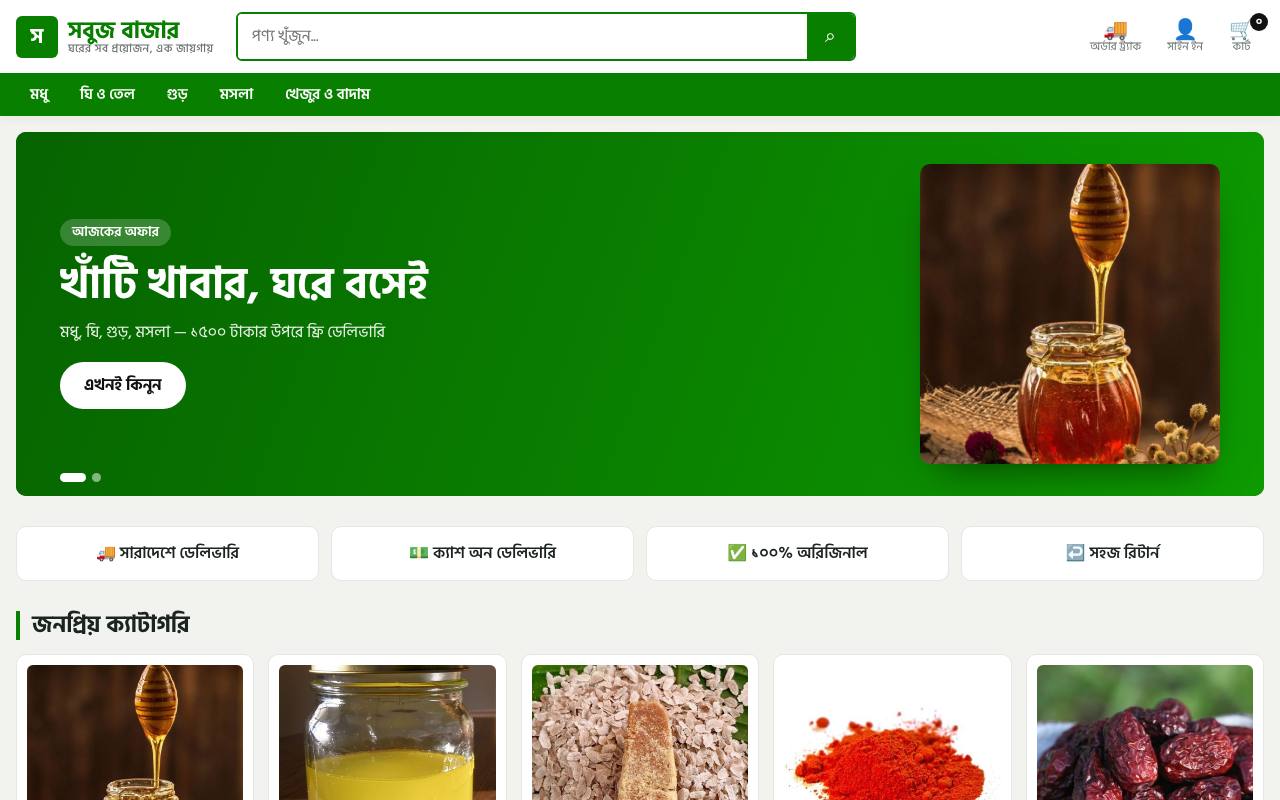 স
সবুজ বাজার
ঘরের সব প্রয়োজন, এক জায়গায়
পণ্য খুঁজুন...
অর্ডার ট্র্যাক
সাইন ইন
কার্ট
০
মধু
ঘি ও তেল
গুড়
মসলা
খেজুর ও বাদাম
আজকের অফার
খাঁটি খাবার, ঘরে বসেই
মধু, ঘি, গুড়, মসলা — ১৫০০ টাকার উপরে ফ্রি ডেলিভারি
এখনই কিনুন
🚚 সারাদেশে ডেলিভারি
💵 ক্যাশ অন ডেলিভারি
✅ ১০০% অরিজিনাল
↩️ সহজ রিটার্ন
জনপ্রিয় ক্যাটাগরি